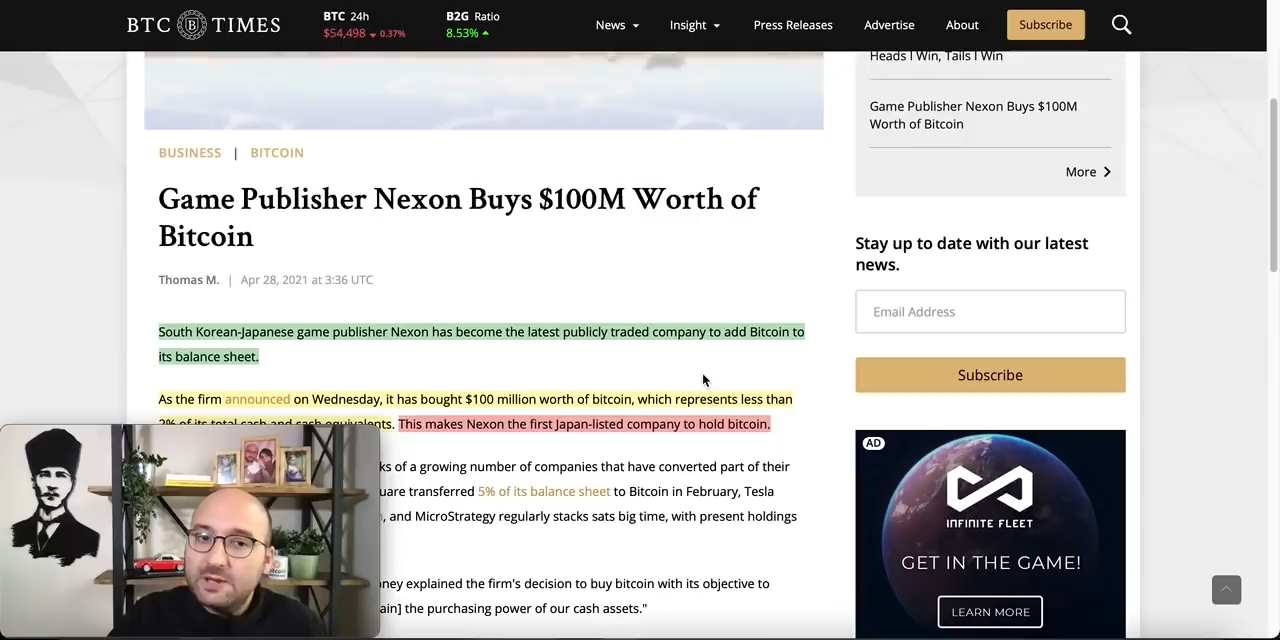 BTC TIMES
BTC 24h
$54,498 0.37%
B2G Ratio
8.53%
News
Insight
Press Releases
Advertise
About
Subscribe
Heads I Win, Tails I Win
Game Publisher Nexon Buys $100M
Worth of Bitcoin
More
BUSINESS | BITCOIN
Game Publisher Nexon Buys $100M Worth of
Bitcoin
Thomas M. | Apr 28, 2021 at 3:36 UTC
South Korean-Japanese game publisher Nexon has become the latest publicly traded company to add Bitcoin to
its balance sheet.
As the firm announced on Wednesday, it has bought $100 million worth of bitcoin, which represents less than
2% of its total cash and cash equivalents. This makes Nexon the first Japan-listed company to hold bitcoin.
ks of a growing number of companies that have converted part of their
uare transferred 5% of its balance sheet to Bitcoin in February, Tesla
, and MicroStrategy regularly stacks sats big time, with present holdings
ney explained the firm's decision to buy bitcoin with its objective to
ain] the purchasing power of our cash assets."
Stay up to date with our latest
news.
Email Address
Subscribe
AD
INFINITE FLEET
GET IN THE GAME!
LEARN MORE